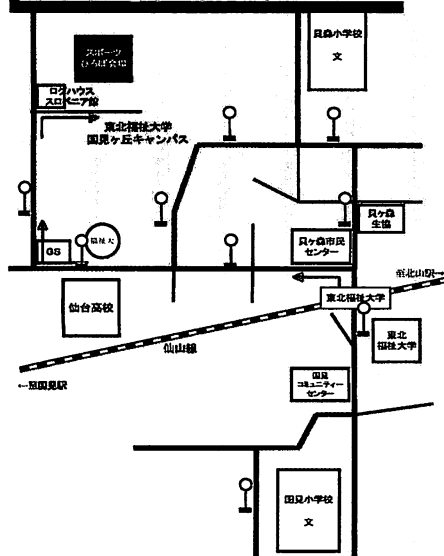 スポーツ
ひろば会場
貝森小学校
文
ログハウス
スロベニア館
東北福祉大学
国見ヶ丘キャンパス
貝ヶ森
生協
貝ヶ森市民
センター
福祉大
GS
至北山駅→
仙台高校
東北福祉大学
東北
福祉大学
仙山線
国見
コミュニティー
センター
←至国見駅
国見小学校
文